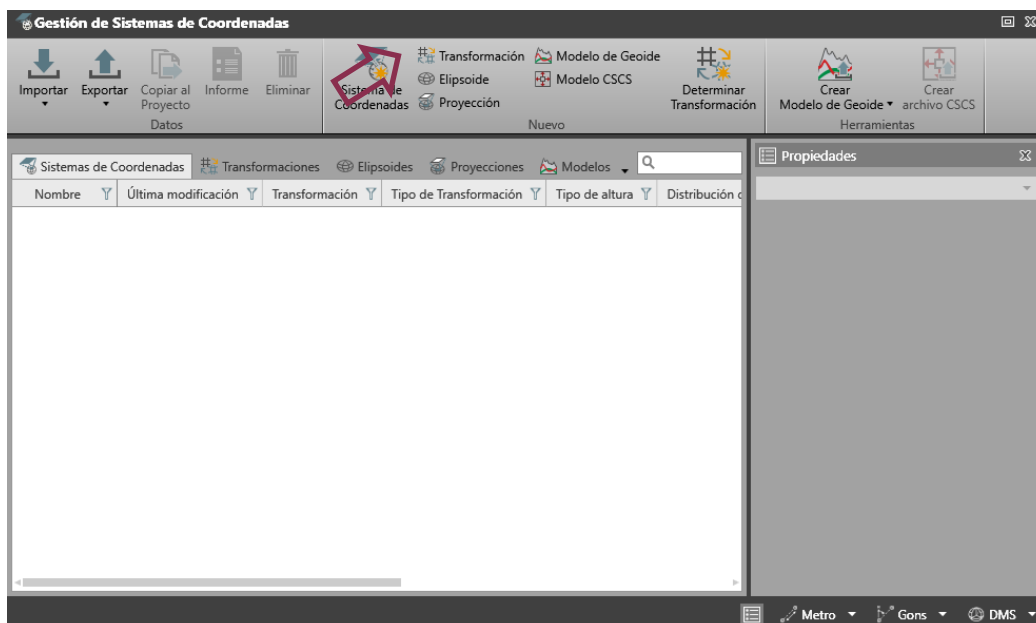 Gestión de Sistemas de Coordenadas
Importar
Exportar
Copiar al
Proyecto
Informe
Eliminar
Datos
Sistema de
Coordenadas
Transformación
Elipsoide
Proyección
Modelo de Geoide
Modelo CSCS
Determinar
Transformación
Nuevo
Crear
Modelo de Geoide
Crear
archivo CSCS
Herramientas
Sistemas de Coordenadas
Transformaciones
Elipsoides
Proyecciones
Modelos
Propiedades
Nombre
Última modificación
Transformación
Tipo de Transformación
Tipo de altura
Distribución
Metro
Gons
DMS